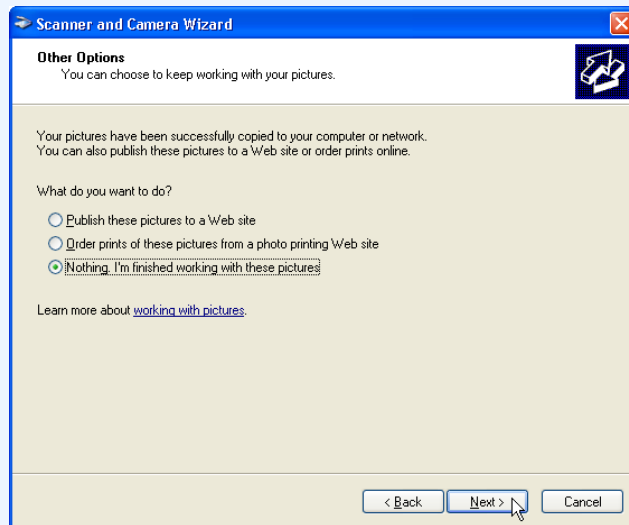 Scanner and Camera Wizard
Other Options
You can choose to keep working with your pictures.
Your pictures have been successfully copied to your computer or network.
You can also publish these pictures to a Web site or order prints online.
What do you want to do?
Publish these pictures to a Web site
Order prints of these pictures from a photo printing Web site
Nothing. I'm finished working with these pictures
Learn more about working with pictures.
< Back Next > Cancel